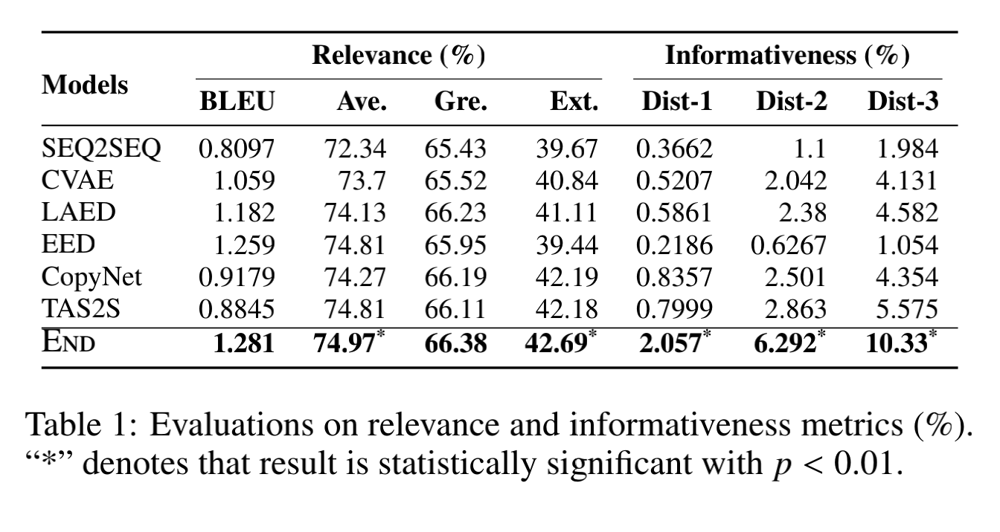 Relevance (%) Informativeness (%)
Models
BLEU Ave. Gre. Ext. Dist-1 Dist-2 Dist-3
SEQ2SEQ 0.8097 72.34 65.43 39.67 0.3662 1.1 1.984
CVAE 1.059 73.7 65.52 40.84 0.5207 2.042 4.131
LAED 1.182 74.13 66.23 41.11 0.5861 2.38 4.582
EED 1.259 74.81 65.95 39.44 0.2186 0.6267 1.054
CopyNet 0.9179 74.27 66.19 42.19 0.8357 2.501 4.354
TAS2S 0.8845 74.81 66.11 42.18 0.7999 2.863 5.575
END 1.281 74.97* 66.38 42.69* 2.057* 6.292* 10.33*
Table 1: Evaluations on relevance and informativeness metrics (%).
“*” denotes that result is statistically significant with p < 0.01.